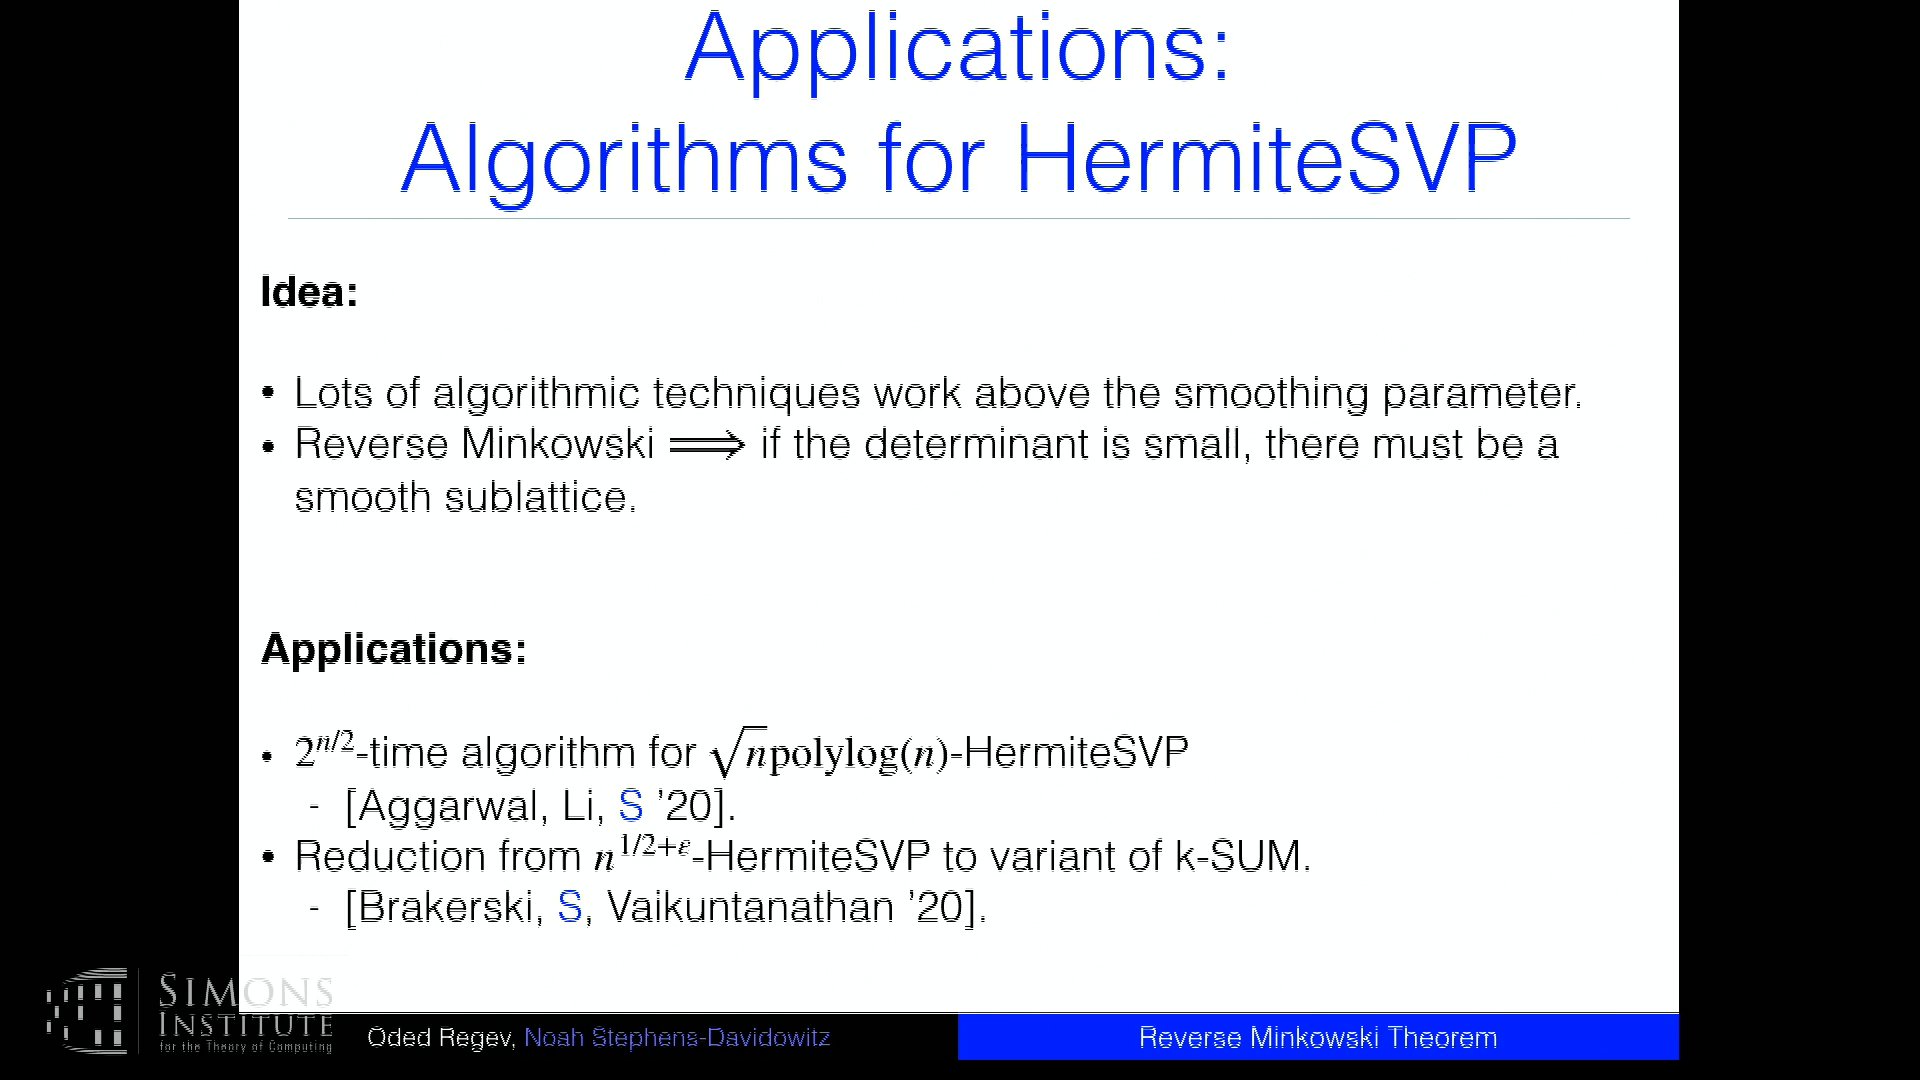 Applications:
Algorithms for HermiteSVP
Idea:
• Lots of algorithmic techniques work above the smoothing parameter.
• Reverse Minkowski ⟹ if the determinant is small, there must be a
smooth sublattice.
Applications:
• $2^{n/2}$-time algorithm for $\sqrt{n}$polylog$(n)$-HermiteSVP
- [Aggarwal, Li, S '20].
• Reduction from $n^{1/2+\varepsilon}$-HermiteSVP to variant of k-SUM.
- [Brakerski, S, Vaikuntanathan '20].
SIMONS
INSTITUTE
for the Theory of Computing
Oded Regev, Noah Stephens-Davidowitz
Reverse Minkowski Theorem